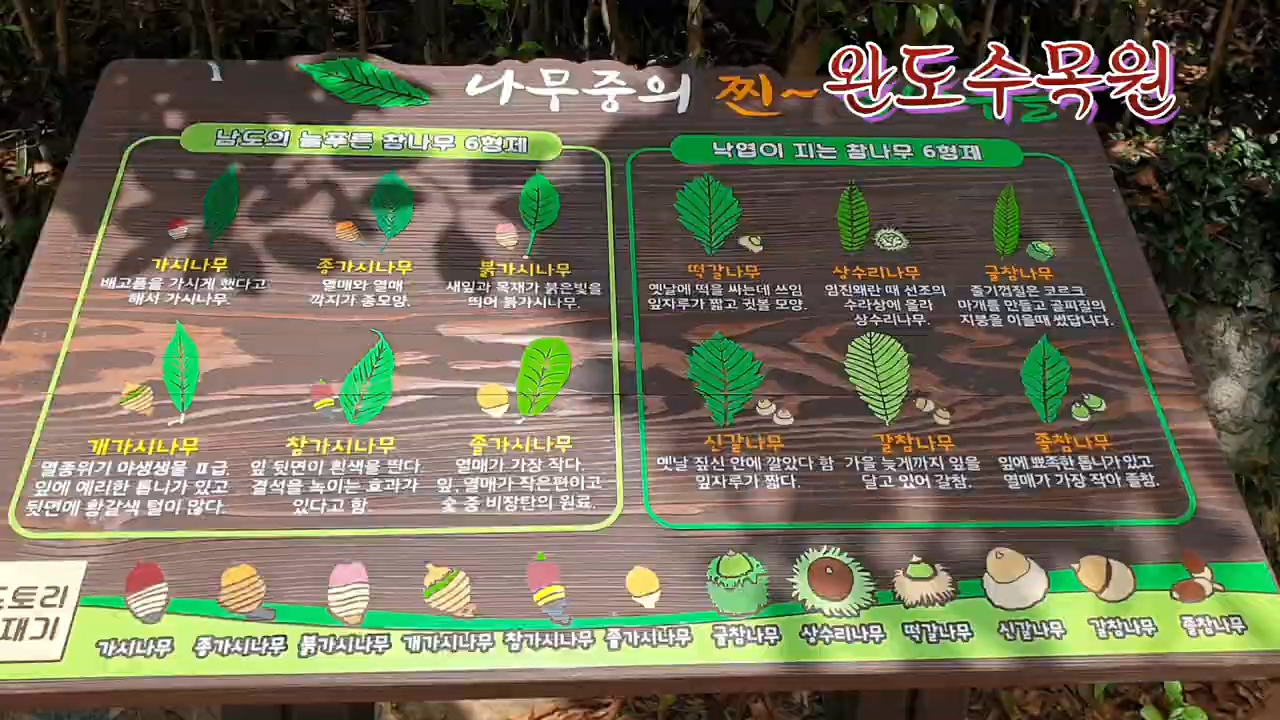 나무중의 찐~
완도수목원
남도의 늘푸른 참나무 6형제
가시나무
배고픔을 가시게 했다고
해서 가시나무.
종가시나무
열매와 열매
깍지가 종모양.
붉가시나무
새잎과 목재가 붉은빛을
띄어 붉가시나무.
개가시나무
멸종위기 야생생물 Ⅱ급.
잎에 예리한 톱니가 있고
뒷면에 황갈색 털이 많다.
참가시나무
잎 뒷면이 흰색을 띈다.
결석을 녹이는 효과가
있다고 함.
졸가시나무
열매가 가장 작다.
잎, 열매가 작은편이고
숯 중 비장탄의 원료.
낙엽이 지는 참나무 6형제
떡갈나무
옛날에 떡을 싸는데 쓰임
잎자루가 짧고 귓볼 모양.
상수리나무
임진왜란 때 선조의
수라상에 올라
상수리나무.
굴참나무
줄기껍질은 코르크
마개를 만들고 굴피집의
지붕을 이을때 썼답니다.
신갈나무
옛날 짚신 안에 깔았다 함
잎자루가 짧다.
갈참나무
가을 늦게까지 잎을
달고 있어 갈참.
졸참나무
잎에 뾰족한 톱니가 있고
열매가 가장 작아 졸참.
도토리
재기
가시나무 종가시나무 붉가시나무 개가시나무 참가시나무 졸가시나무 굴참나무 상수리나무 떡갈나무 신갈나무 갈참나무 졸참나무